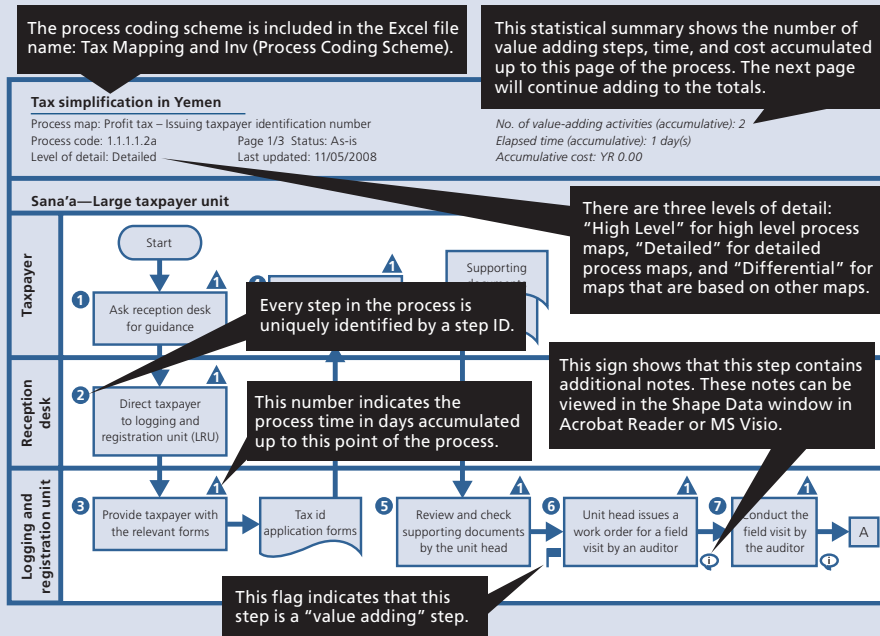 The process coding scheme is included in the Excel file
name: Tax Mapping and Inv (Process Coding Scheme).
This statistical summary shows the number of
value adding steps, time, and cost accumulated
up to this page of the process. The next page
will continue adding to the totals.
Tax simplification in Yemen
Process map: Profit tax – Issuing taxpayer identification number
Process code: 1.1.1.1.2a Page 1/3 Status: As-is
Level of detail: Detailed Last updated: 11/05/2008
No. of value-adding activities (accumulative): 2
Elapsed time (accumulative): 1 day(s)
Accumulative cost: YR 0.00
Sana’a—Large taxpayer unit
There are three levels of detail:
“High Level” for high level process
maps, “Detailed” for detailed
process maps, and “Differential” for
maps that are based on other maps.
Taxpayer
Start
1
1
Ask reception desk
for guidance
1
Supporting
Every step in the process is
uniquely identified by a step ID.
This sign shows that this step contains
additional notes. These notes can be
viewed in the Shape Data window in
Acrobat Reader or MS Visio.
Reception
desk
2
1
Direct taxpayer
to logging and
registration unit (LRU)
This number indicates the
process time in days accumulated
up to this point of the process.
Logging and
registration unit
3
1
Provide taxpayer with
the relevant forms
Tax id
application forms
5
1
Review and check
supporting documents
by the unit head
6
1
Unit head issues a
work order for a field
visit by an auditor
i
7
1
Conduct the
field visit by
the auditor
i
A
This flag indicates that this
step is a “value adding” step.